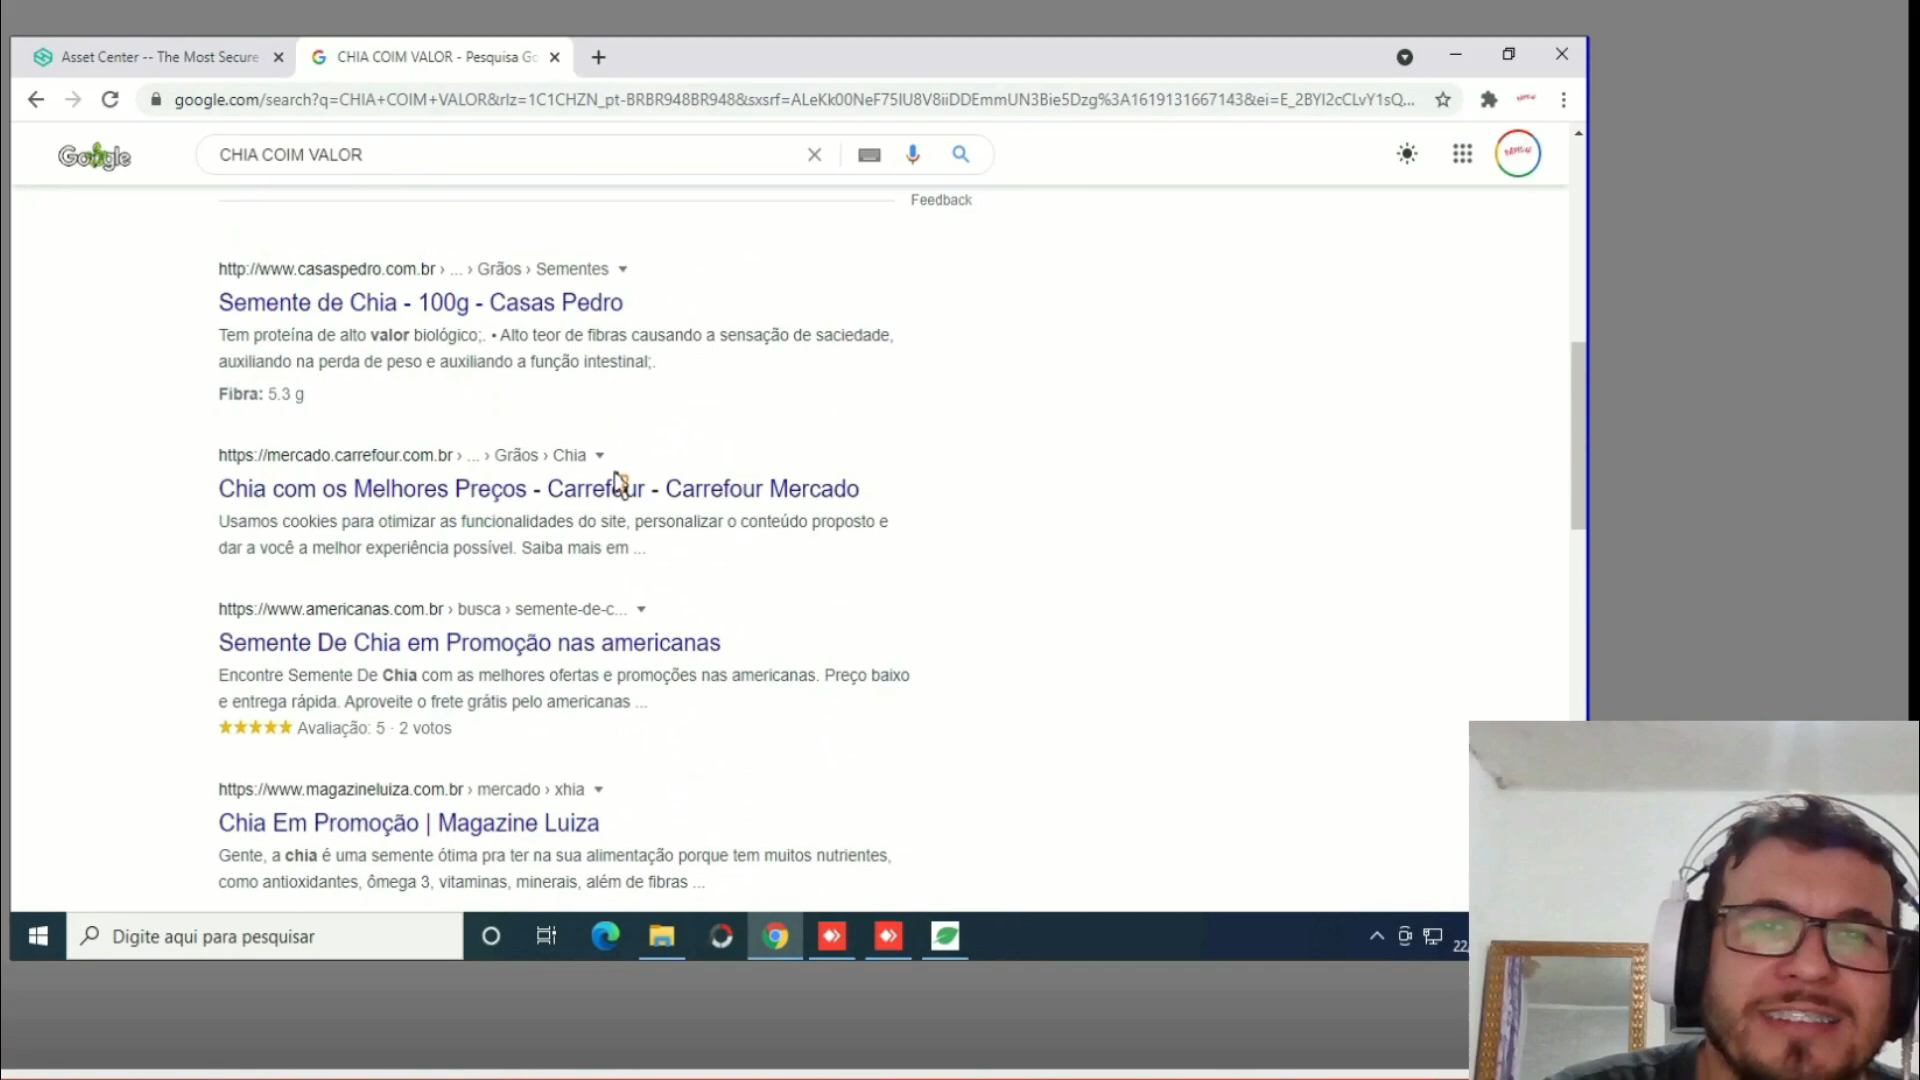 Asset Center -- The Most Secure
CHIA COIM VALOR - Pesquisa Go
google.com/search?q=CHIA+COIM+VALOR&rlz=1C1CHZN_pt-BRBR948BR948&sxsrf=ALeKk00NeF75IU8V8iiDDEmmUN3Bie5Dzg%3A1619131667143&ei=E_2BYI2cCLvY1sQ...
Google
CHIA COIM VALOR
Feedback
http://www.casaspedro.com.br › ... › Grãos › Sementes
Semente de Chia - 100g - Casas Pedro
Tem proteína de alto valor biológico;. • Alto teor de fibras causando a sensação de saciedade,
auxiliando na perda de peso e auxiliando a função intestinal;.
Fibra: 5.3 g
https://mercado.carrefour.com.br › ... › Grãos › Chia
Chia com os Melhores Preços - Carrefour - Carrefour Mercado
Usamos cookies para otimizar as funcionalidades do site, personalizar o conteúdo proposto e
dar a você a melhor experiência possível. Saiba mais em ...
https://www.americanas.com.br › busca › semente-de-c...
Semente De Chia em Promoção nas americanas
Encontre Semente De Chia com as melhores ofertas e promoções nas americanas. Preço baixo
e entrega rápida. Aproveite o frete grátis pelo americanas ...
Avaliação: 5 · 2 votos
https://www.magazineluiza.com.br › mercado › xhia
Chia Em Promoção | Magazine Luiza
Gente, a chia é uma semente ótima pra ter na sua alimentação porque tem muitos nutrientes,
como antioxidantes, ômega 3, vitaminas, minerais, além de fibras ...
Digite aqui para pesquisar
22